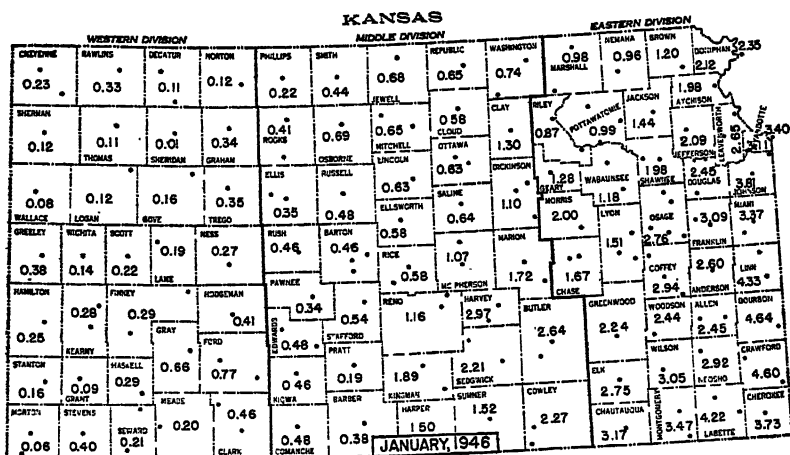 KANSAS
WESTERN DIVISION MIDDLE DIVISION EASTERN DIVISION
CHEYENNE RAWLINS DECATUR NORTON PHILLIPS SMITH REPUBLIC WASHINGTON NEMAHA BROWN DONIPHAN 2.35
0.23 0.33 0.11 0.12 0.22 0.44 0.68 0.65 0.74 0.98 0.96 1.20 2.12
JEWELL MARSHALL
SHERMAN CLAY RILEY JACKSON 1.98
ATCHISON
0.12 0.11 0.01 0.34 0.41 0.69 0.65 0.58 1.30 0.87 0.99 1.44 2.09 2.65 3.40
POTTAWATOMIE LEAVENWORTH WYANDOTTE
THOMAS SHERIDAN GRAHAM ROOKS OSBORNE MITCHELL CLOUD JEFFERSON 3.11
ELLIS RUSSELL LINCOLN OTTAWA DICKINSON
0.08 0.12 0.16 0.35 0.35 0.48 0.63 0.63 1.10 1.28 1.18 1.98 2.45 3.81
WALLACE LOGAN GOVE TREGO ELLSWORTH SALINE GEARY WABAUNSEE SHAWNEE DOUGLAS JOHNSON
0.58 0.64
GREELEY WICHITA SCOTT NESS RUSH BARTON RICE MARION MORRIS LYON OSAGE MIAMI
0.38 0.14 0.22 0.19 0.27 0.46 0.46 0.58 1.07 1.72 2.00 1.51 2.76 3.09 3.37
LANE MC PHERSON FRANKLIN
HAMILTON FINNEY HODGEMAN PAWNEE RENO HARVEY BUTLER CHASE COFFEY ANDERSON LINN
0.25 0.28 0.29 0.41 0.34 0.54 1.16 2.97 2.64 1.67 2.94 2.60 4.33
KEARNY GRAY FORD EDWARDS STAFFORD GREENWOOD WOODSON ALLEN BOURBON
0.66 0.77 0.48 2.24 2.44 2.45 4.64
STANTON HASKELL PRATT SEDGWICK ELK WILSON CRAWFORD
0.16 0.09 0.29 0.46 0.19 1.89 2.21 2.75 3.05 2.92 4.60
GRANT KIOWA KINGMAN NEOSHO
MORTON STEVENS SEWARD MEADE BARBER HARPER SUMNER COWLEY CHAUTAUQUA MONTGOMERY CHEROKEE
0.06 0.40 0.21 0.20 0.46 0.48 0.38 1.50 1.52 2.27 3.17 3.47 4.22 3.73
CLARK COMANCHE LABETTE
JANUARY, 1946